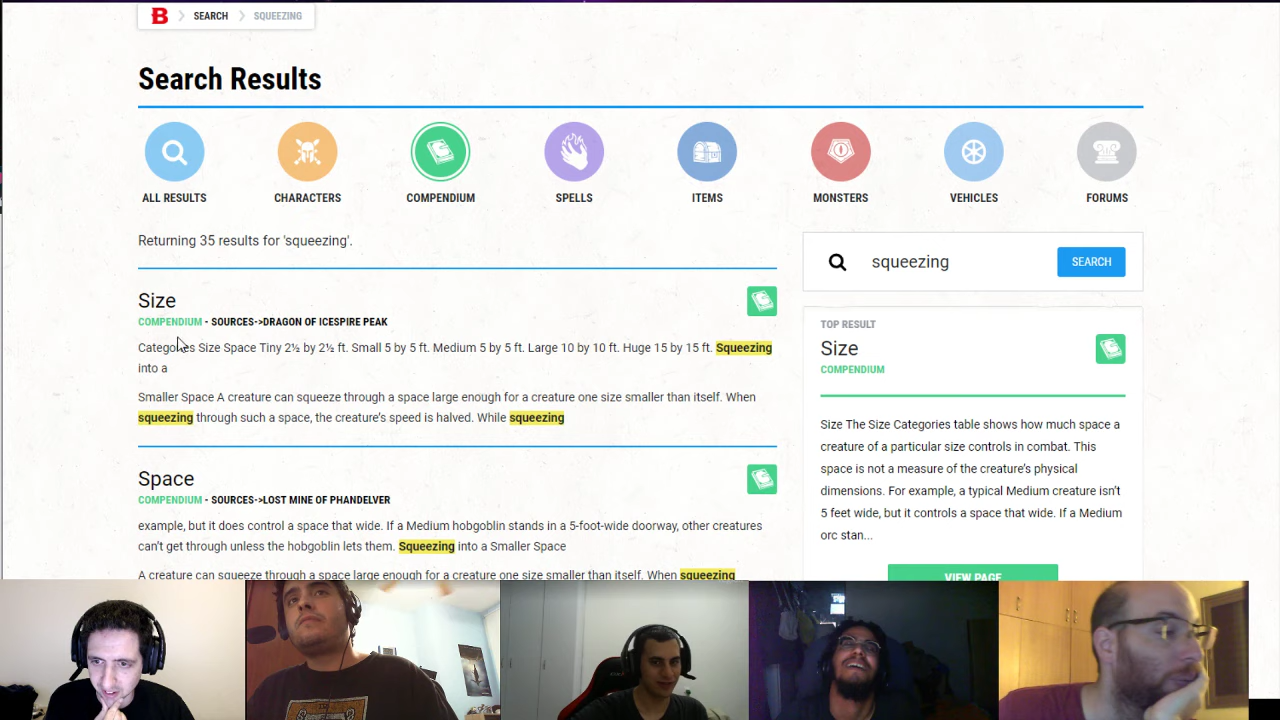 B SEARCH SQUEEZING
Search Results
ALL RESULTS CHARACTERS COMPENDIUM SPELLS ITEMS MONSTERS VEHICLES FORUMS
Returning 35 results for 'squeezing'.
Size
COMPENDIUM - SOURCES->DRAGON OF ICESPIRE PEAK
Categories Size Space Tiny 2½ by 2½ ft. Small 5 by 5 ft. Medium 5 by 5 ft. Large 10 by 10 ft. Huge 15 by 15 ft. Squeezing
into a
Smaller Space A creature can squeeze through a space large enough for a creature one size smaller than itself. When
squeezing through such a space, the creature's speed is halved. While squeezing
Space
COMPENDIUM - SOURCES->LOST MINE OF PHANDELVER
example, but it does control a space that wide. If a Medium hobgoblin stands in a 5-foot-wide doorway, other creatures
can't get through unless the hobgoblin lets them. Squeezing into a Smaller Space
A creature can squeeze through a space large enough for a creature one size smaller than itself. When squeezing
squeezing
SEARCH
TOP RESULT
Size
COMPENDIUM
Size The Size Categories table shows how much space a
creature of a particular size controls in combat. This
space is not a measure of the creature's physical
dimensions. For example, a typical Medium creature isn't
5 feet wide, but it controls a space that wide. If a Medium
orc stan...
VIEW PAGE